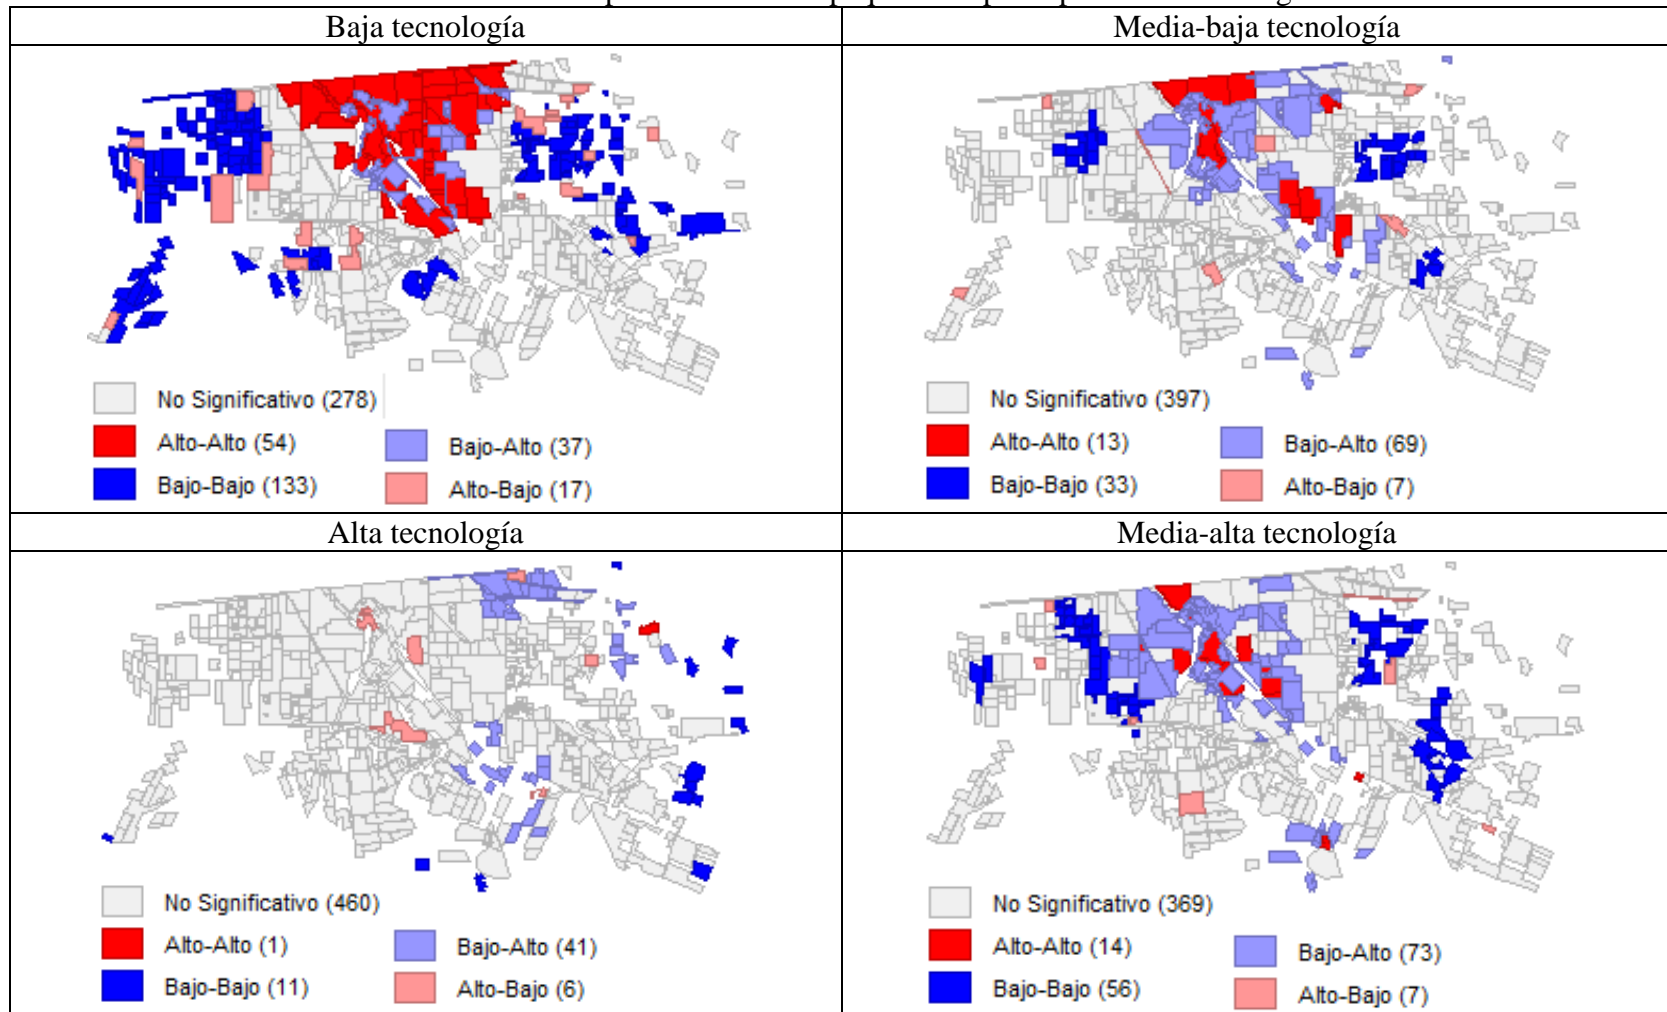 Baja tecnología
Media-baja tecnología
No Significativo (278)
Alto-Alto (54)
Bajo-Alto (37)
Bajo-Bajo (133)
Alto-Bajo (17)
No Significativo (397)
Alto-Alto (13)
Bajo-Alto (69)
Bajo-Bajo (33)
Alto-Bajo (7)
Alta tecnología
Media-alta tecnología
No Significativo (460)
Alto-Alto (1)
Bajo-Alto (41)
Bajo-Bajo (11)
Alto-Bajo (6)
No Significativo (369)
Alto-Alto (14)
Bajo-Alto (73)
Bajo-Bajo (56)
Alto-Bajo (7)